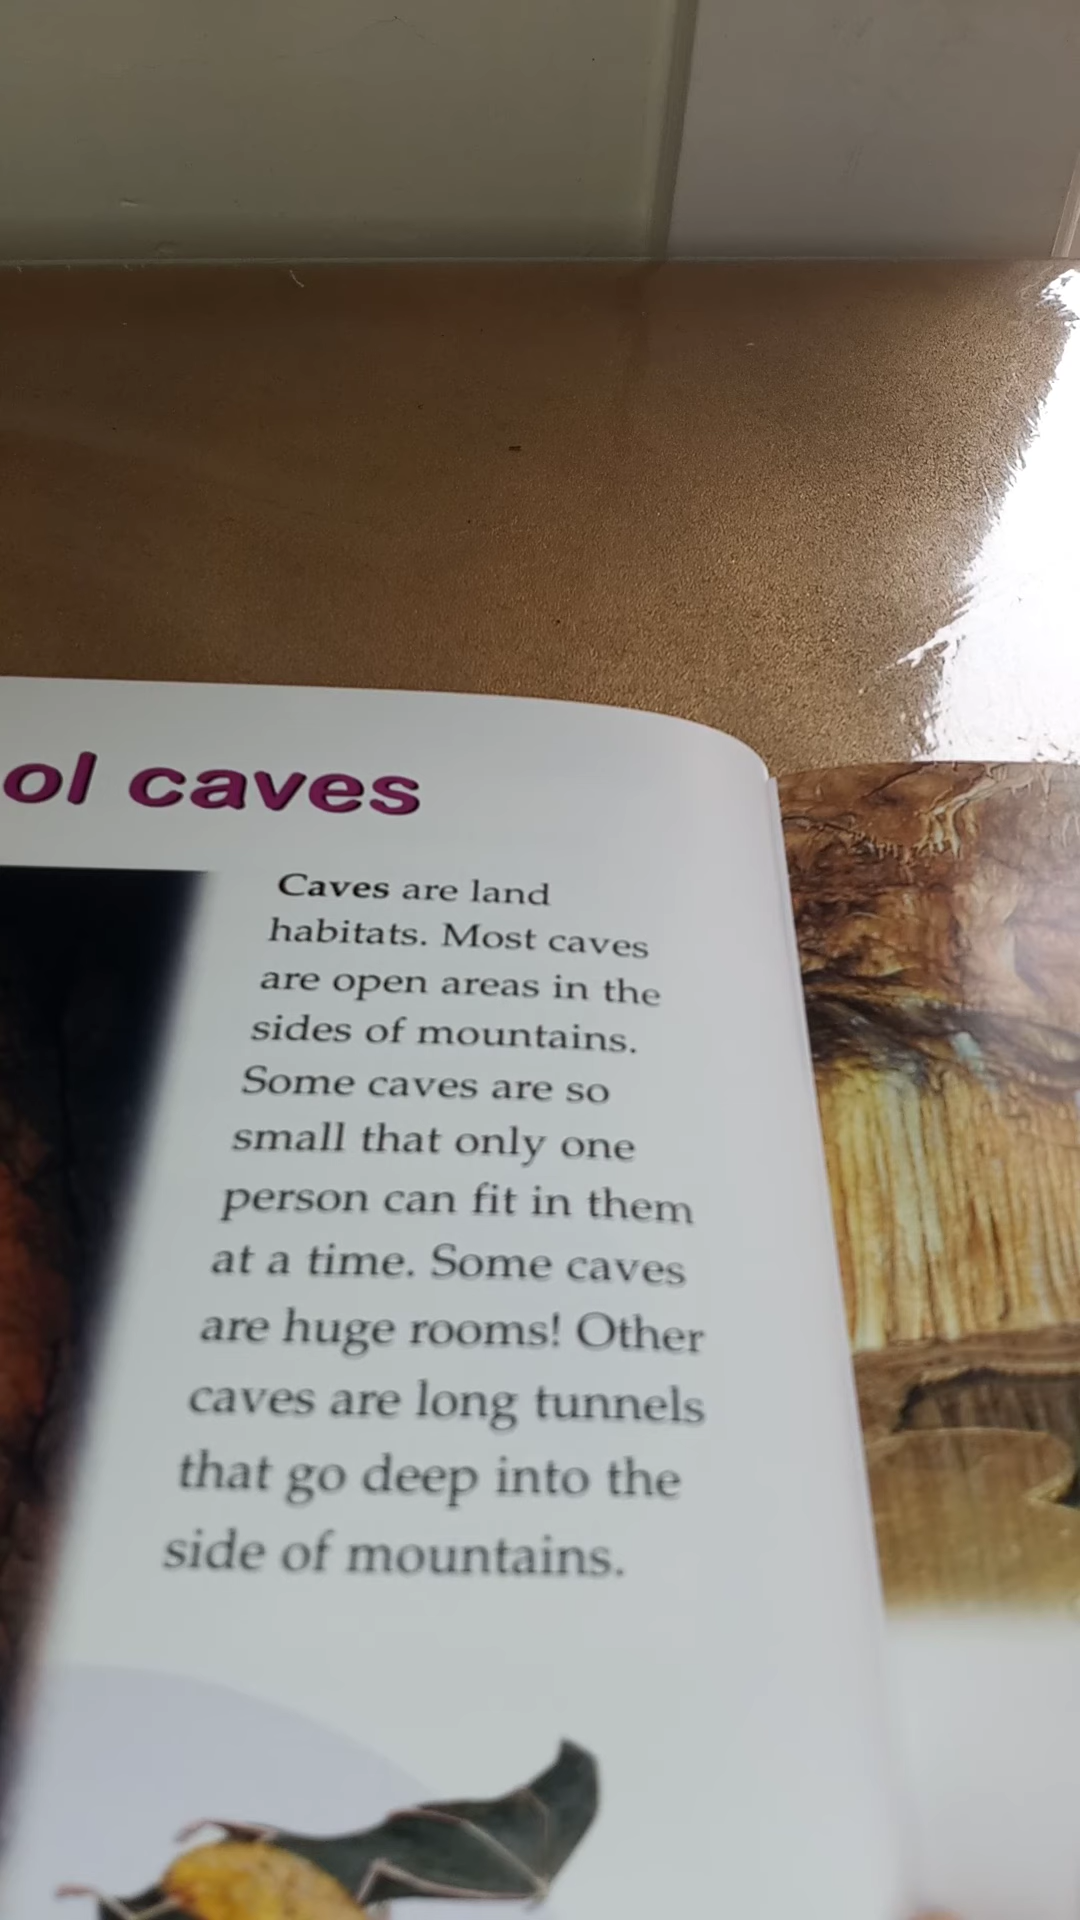 ol caves
Caves are land
habitats. Most caves
are open areas in the
sides of mountains.
Some caves are so
small that only one
person can fit in them
at a time. Some caves
are huge rooms! Other
caves are long tunnels
that go deep into the
side of mountains.